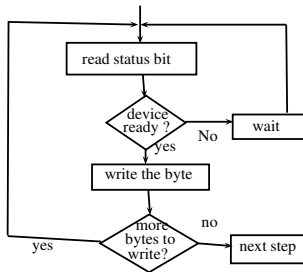 read status bit
device
ready ?
No
wait
yes
write the byte
more
bytes to
write?
no
yes
next step